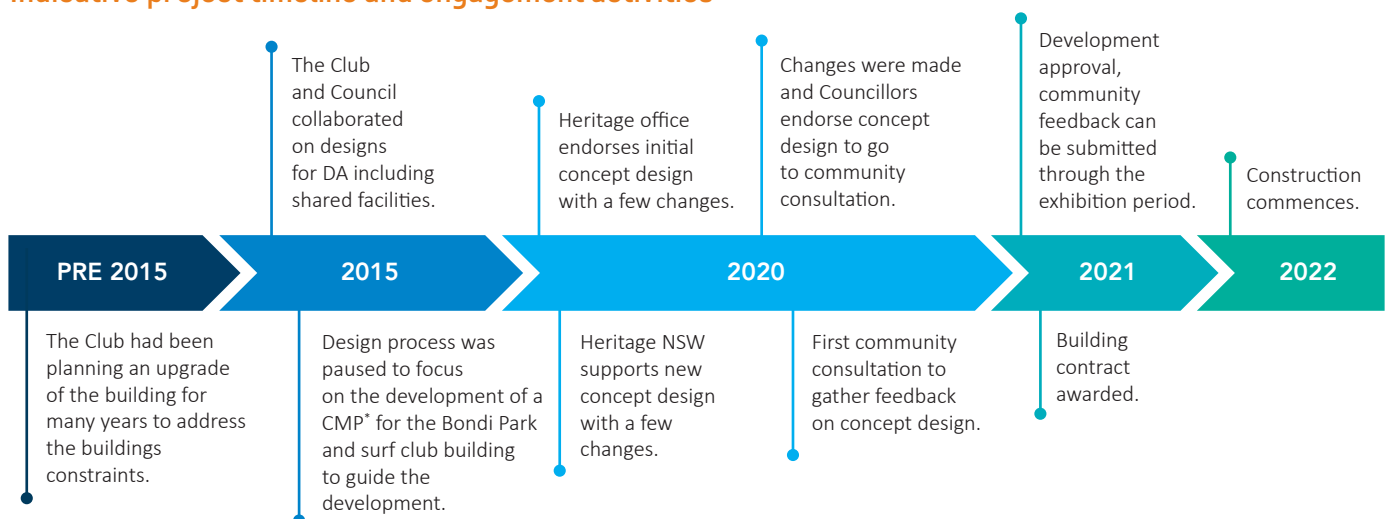 Indicative project timeline and engagement activities
The Club
and Council
collaborated
on designs
for DA including
shared facilities.
Heritage office
endorses initial
concept design
with a few changes.
Changes were made
and Councillors
endorse concept
design to go
to community
consultation.
Development
approval,
community
feedback can
be submitted
through the
exhibition period.
Construction
commences.
PRE 2015
2015
2020
2021
2022
The Club had been
planning an upgrade
of the building for
many years to address
the buildings
constraints.
Design process was
paused to focus
on the development of a
CMP* for the Bondi Park
and surf club building
to guide the
development.
Heritage NSW
supports new
concept design
with a few
changes.
First community
consultation to
gather feedback
on concept design.
Building
contract
awarded.